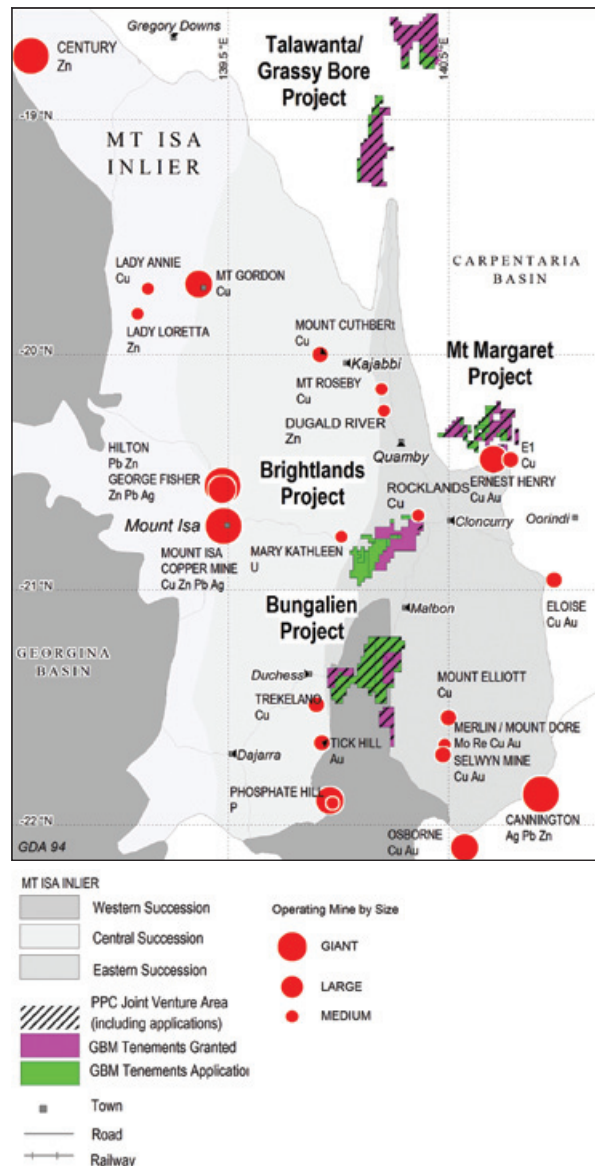 Gregory Downs
CENTURY
Zn
139.5 °E
Talawanta/
Grassy Bore
Project
140.5 °E
-19 °N
MT ISA
INLIER
CARPENTARIA
BASIN
LADY ANNIE
Cu
MT GORDON
Cu
LADY LORETTA
Zn
MOUNT CUTHBERt
Cu
-20 °N
Kajabbi
Mt Margaret
Project
MT ROSEBY
Cu
DUGALD RIVER
Zn
HILTON
Pb Zn
GEORGE FISHER
Zn Pb Ag
Quamby
E1
Cu
ERNEST HENRY
Cu Au
Brightlands
Project
ROCKLANDS
Cu
Mount Isa
Cloncurry
Oorindi
MOUNT ISA
COPPER MINE
Cu Zn Pb Ag
MARY KATHLEEN
U
-21 °N
Bungalien
Project
Malbon
ELOISE
Cu Au
GEORGINA
BASIN
Duchess
MOUNT ELLIOTT
Cu
TREKELANO
Cu
MERLIN / MOUNT DORE
Mo Re Cu Au
TICK HILL
Au
SELWYN MINE
Cu Au
Dajarra
PHOSPHATE HILL
P
CANNINGTON
Ag Pb Zn
-22 °N
OSBORNE
Cu Au
GDA 94
MT ISA INLIER
Western Succession
Central Succession
Eastern Succession
PPC Joint Venture Area
(including applications)
GBM Tenements Granted
GBM Tenements Application
Town
Road
Railway
Operating Mine by Size
GIANT
LARGE
MEDIUM